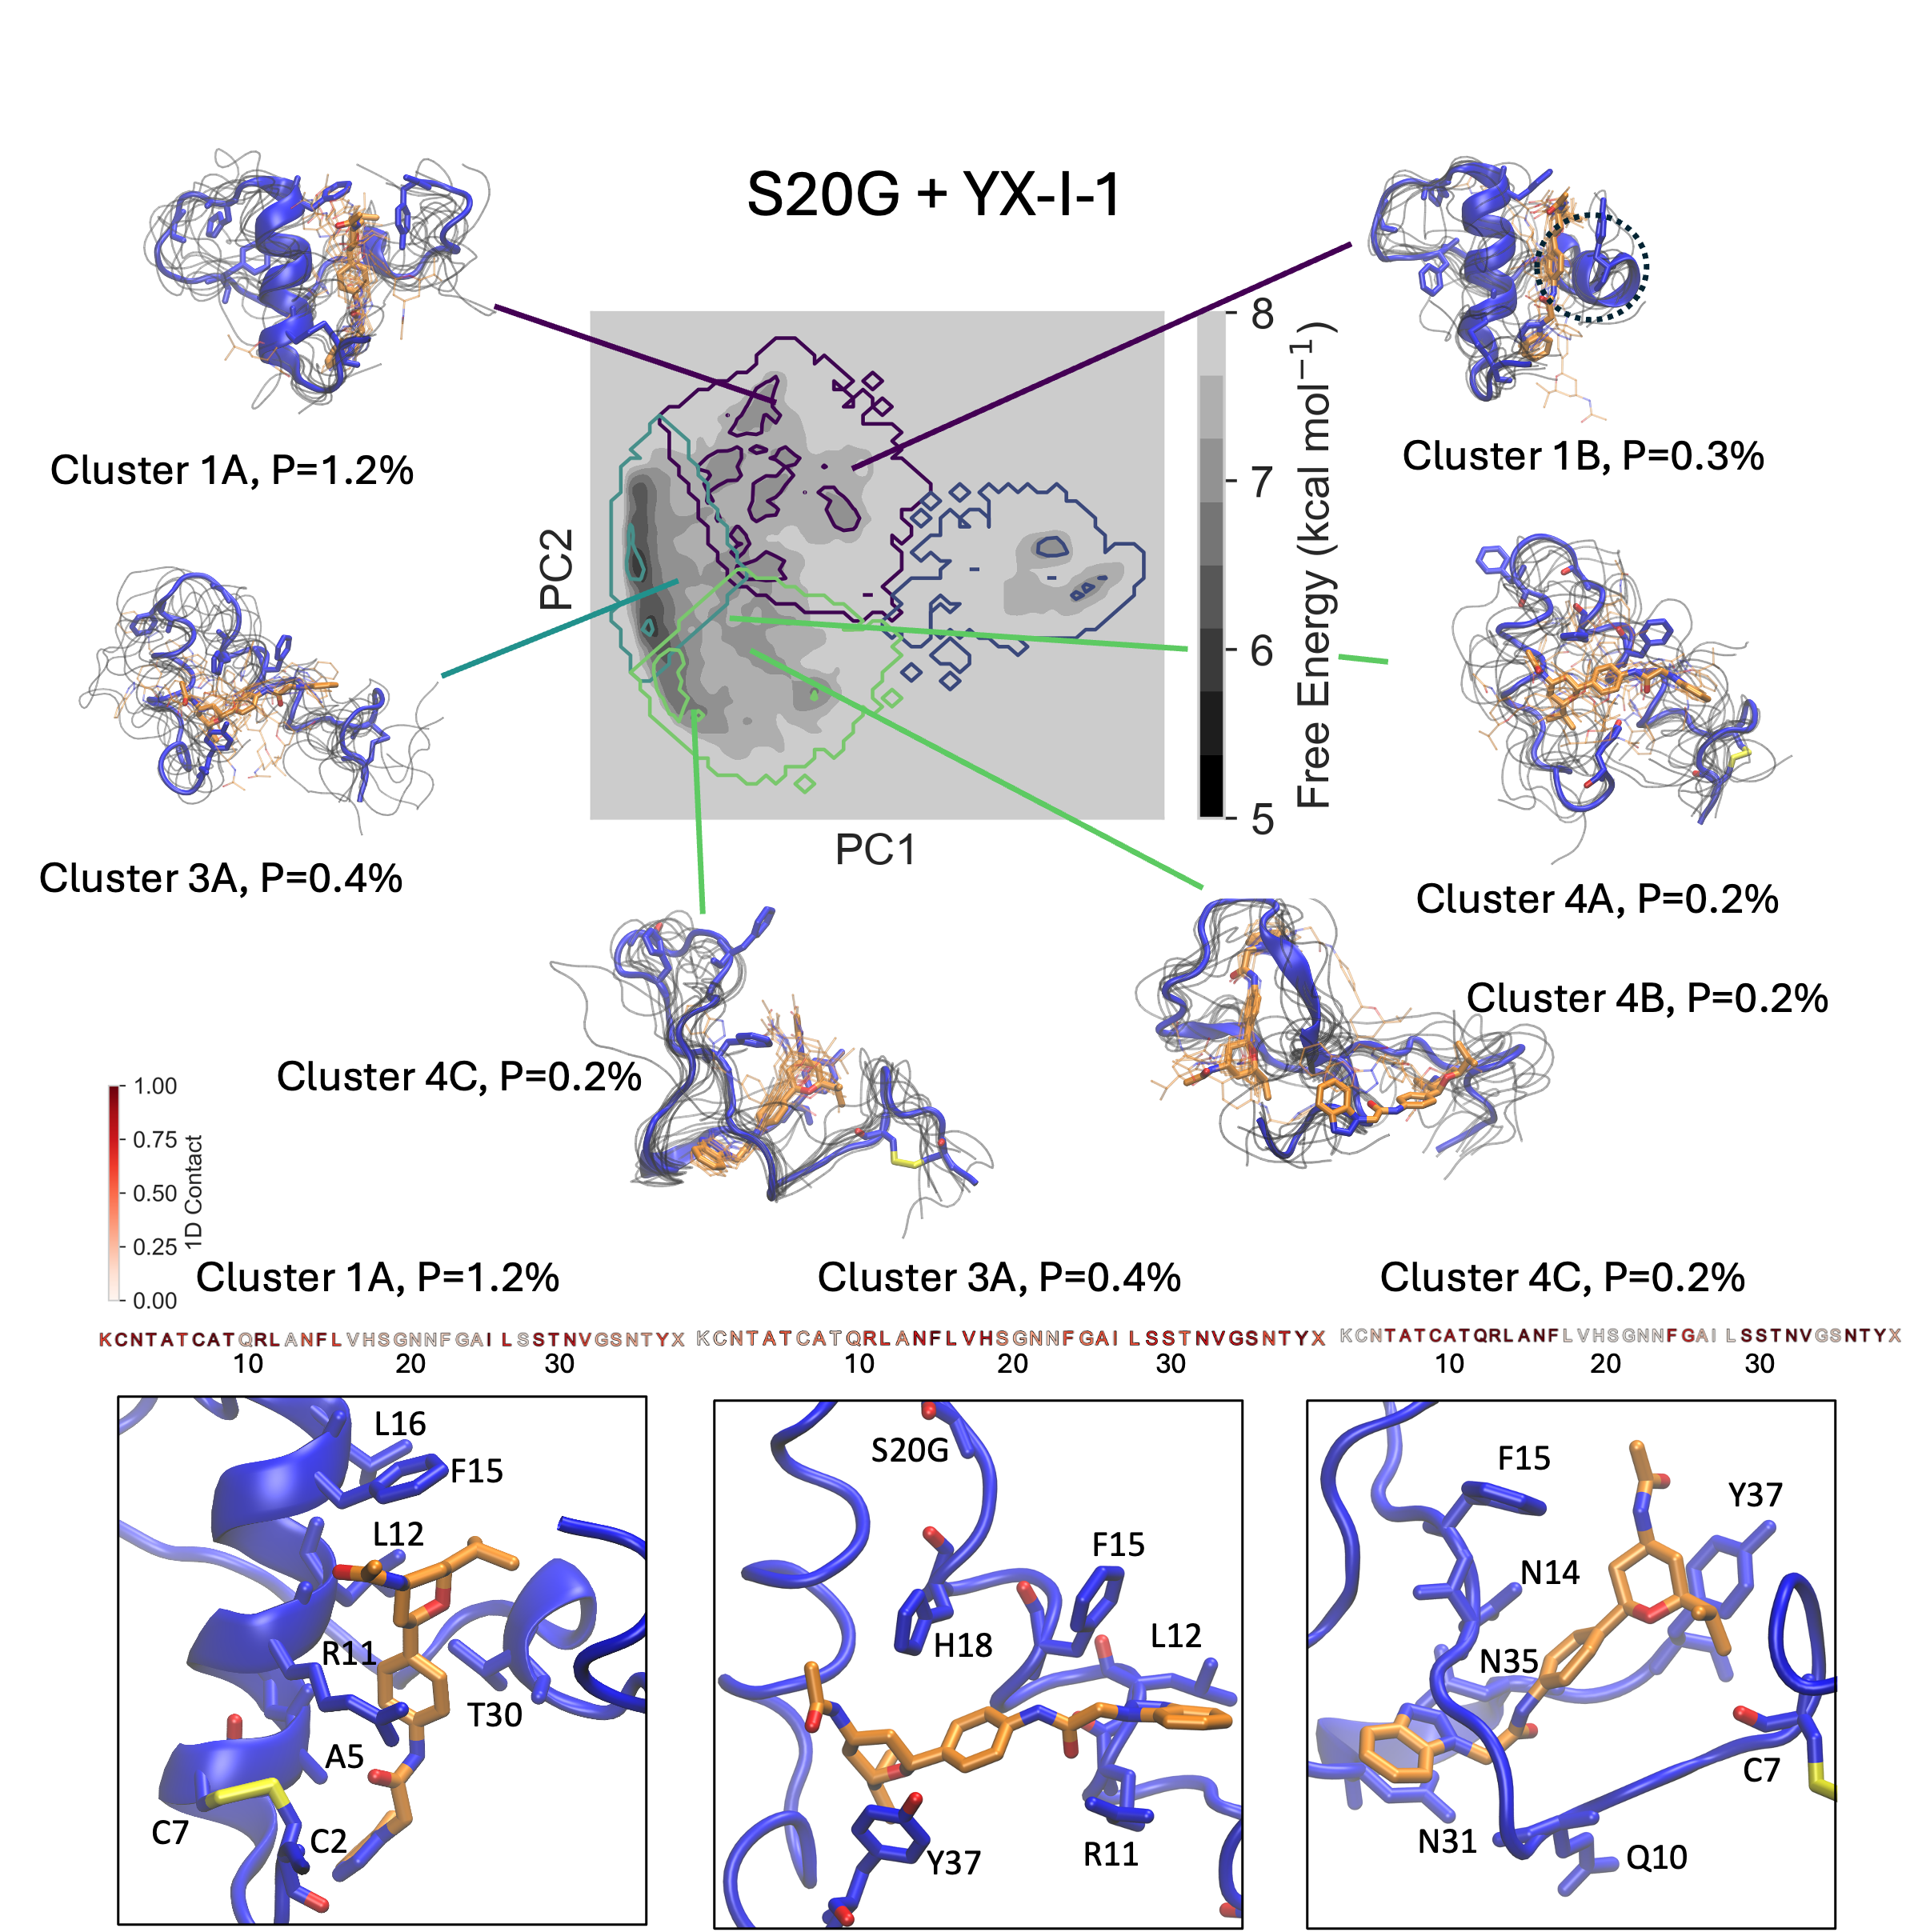 S20G + YX-I-1
Cluster 1A, P=1.2%
Cluster 1B, P=0.3%
8
7
6
5
Free Energy (kcal mol⁻¹)
PC2
PC1
Cluster 3A, P=0.4%
Cluster 4A, P=0.2%
Cluster 4B, P=0.2%
Cluster 4C, P=0.2%
1.00
0.75
0.50
0.25
0.00
1D Contact
Cluster 1A, P=1.2%
Cluster 3A, P=0.4%
Cluster 4C, P=0.2%
KCNTATCATQRLANFLVHSGNNFGAILSSTNVGSNTYX
KCNTATCATQRLANFLVHSGNNFGAILSSTNVGSNTYX
KCNTATCATQRLANFLVHSGNNFGAILSSTNVGSNTYX
10 20 30
10 20 30
10 20 30
L16
F15
L12
R11
T30
A5
C7
C2
S20G
F15
H18
L12
Y37
R11
F15
Y37
N14
N35
C7
N31
Q10